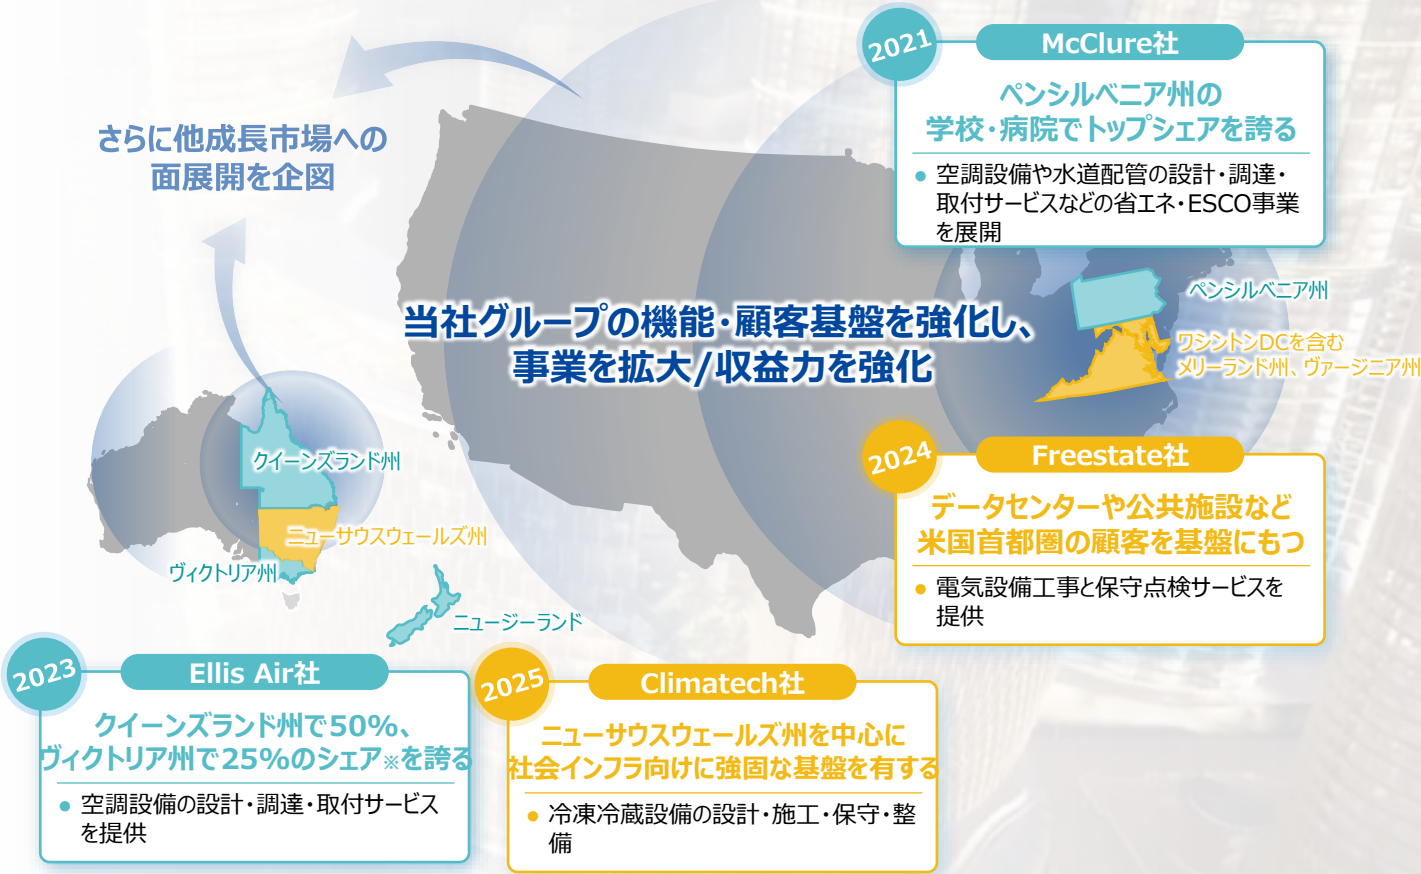 2021
McClure社
ペンシルベニア州の
学校・病院でトップシェアを誇る
● 空調設備や水道配管の設計・調達・
取付サービスなどの省エネ・ESCO事業
を展開
さらに他成長市場への
面展開を企図
当社グループの機能・顧客基盤を強化し、
事業を拡大/収益力を強化
ペンシルベニア州
ワシントンDCを含む
メリーランド州、ヴァージニア州
クイーンズランド州
ニューサウスウェールズ州
ヴィクトリア州
ニュージーランド
2024
Freestate社
データセンターや公共施設など
米国首都圏の顧客を基盤にもつ
● 電気設備工事と保守点検サービスを
提供
2023
Ellis Air社
クイーンズランド州で50%、
ヴィクトリア州で25%のシェア※を誇る
● 空調設備の設計・調達・取付サービス
を提供
2025
Climatech社
ニューサウスウェールズ州を中心に
社会インフラ向けに強固な基盤を有する
● 冷凍冷蔵設備の設計・施工・保守・整
備